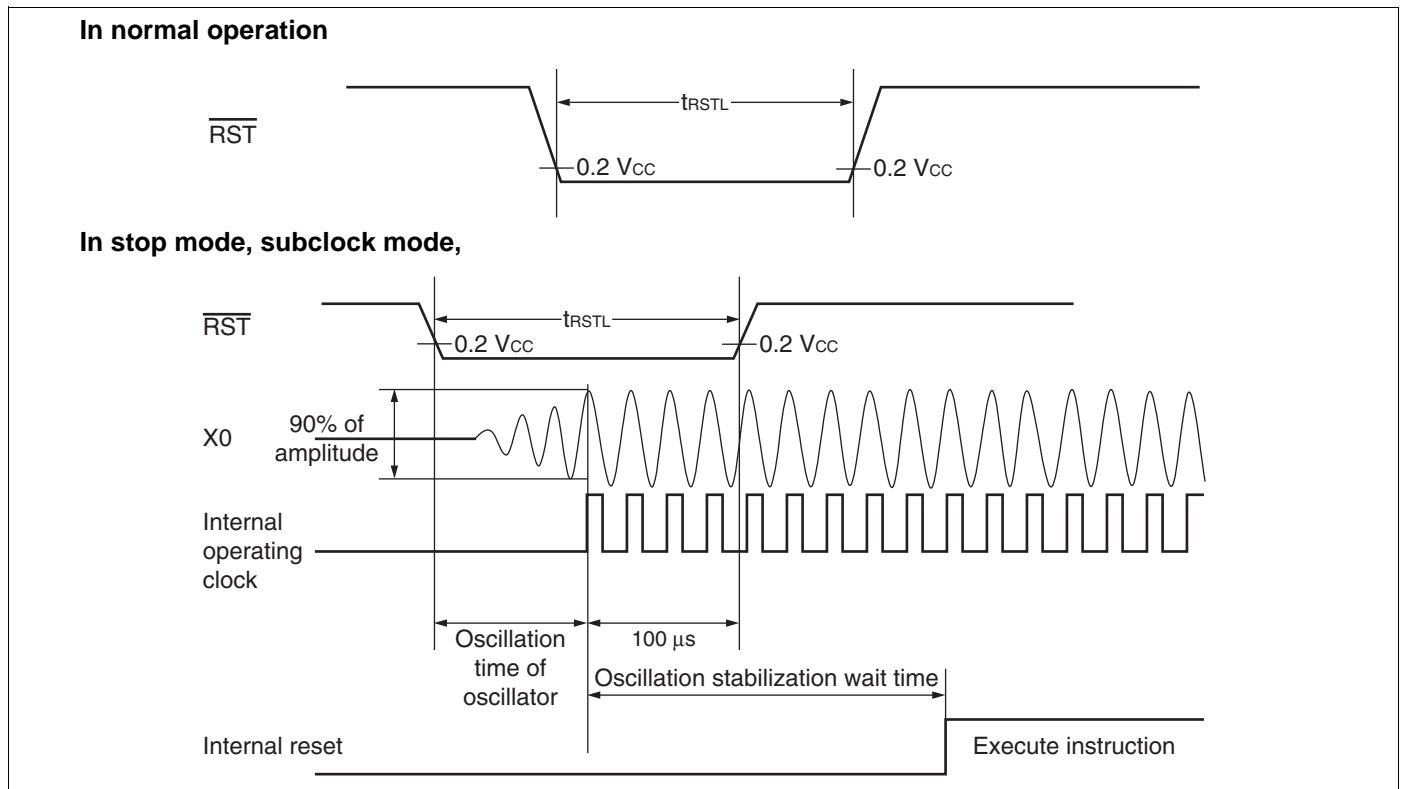 In normal operation
tRSTL
RST
0.2 VCC
0.2 VCC
In stop mode, subclock mode,
RST
tRSTL
0.2 VCC
0.2 VCC
X0
90% of
amplitude
Internal
operating
clock
Oscillation
time of
oscillator
100 μs
Oscillation stabilization wait time
Internal reset
Execute instruction